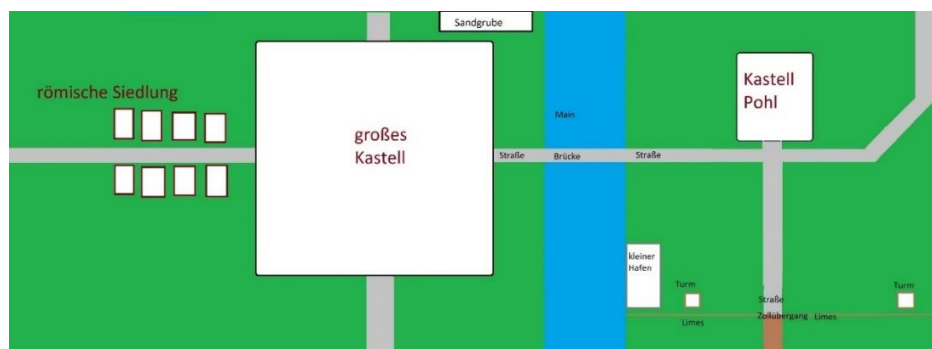 Sandgrube
römische Siedlung
großes
Kastell
Straße
Main
Brücke
Straße
Kastell
Pohl
kleiner
Hafen
Turm
Limes
Straße
Zollübergang
Limes
Turm